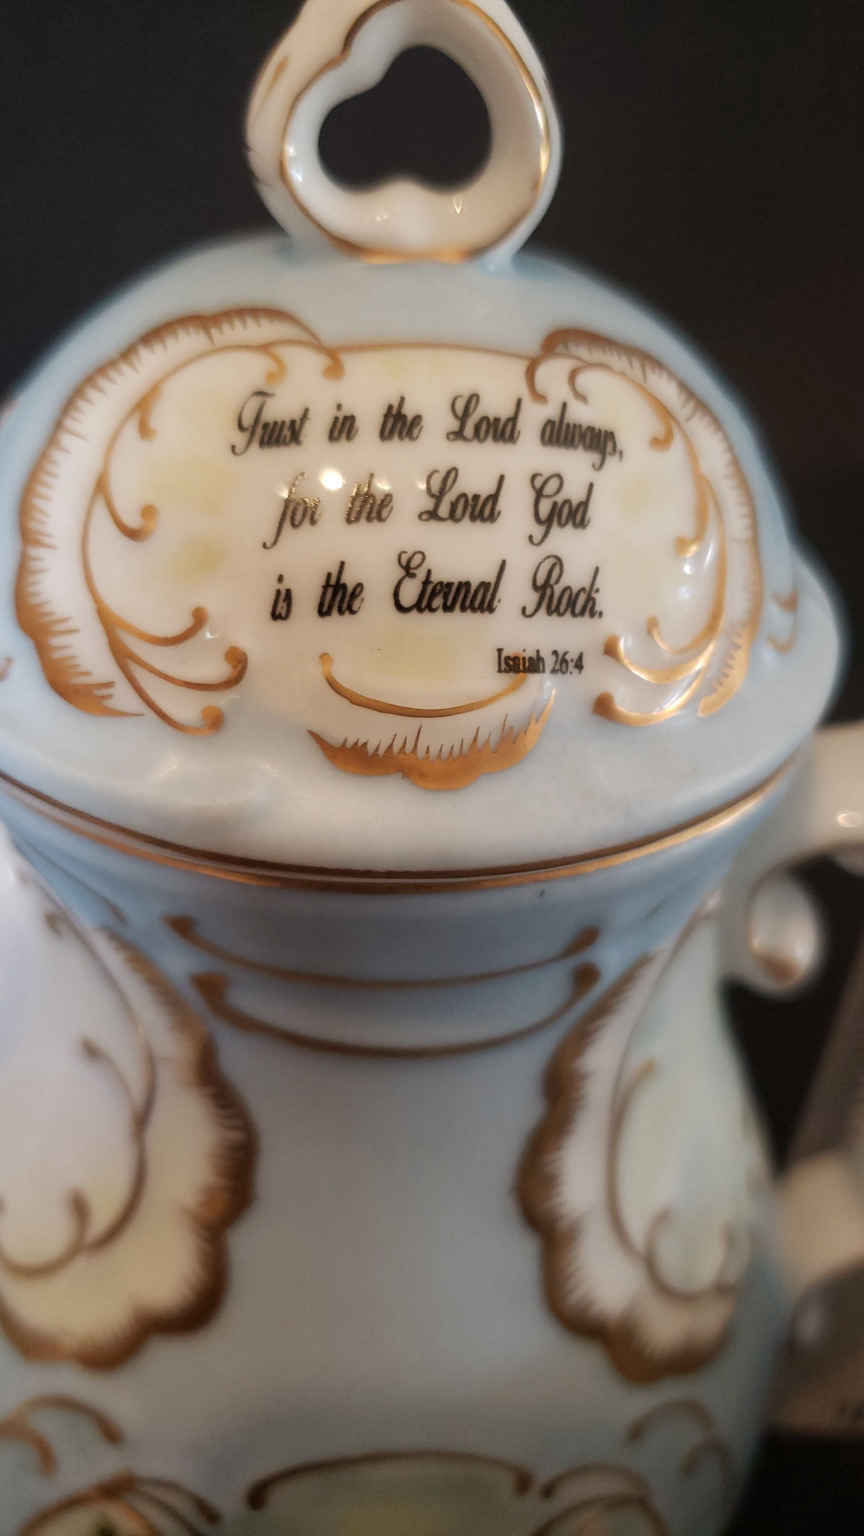 Trust in the Lord always,
for the Lord God
is the Eternal Rock.
Isaiah 26:4